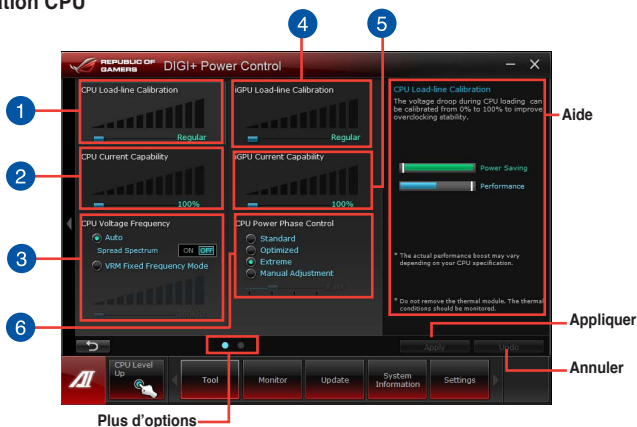 ation CPU
4
5
REPUBLIC OF
GAMERS
DIGI+ Power Control
1
CPU Load-line Calibration
Regular
iGPU Load-line Calibration
Regular
CPU Load-line Calibration
The voltage droop during CPU loading can
be calibrated from 0% to 100% to improve
overclocking stability.
Aide
2
CPU Current Capability
100%
iGPU Current Capability
100%
Power Saving
Performance
3
CPU Voltage Frequency
Auto
Spread Spectrum
ON OFF
VRM Fixed Frequency Mode
CPU Power Phase Control
Standard
Optimized
Extreme
Manual Adjustment
* The actual performance boost may vary
depending on your CPU specification.
* Do not remove the thermal module. The thermal
conditions should be monitored.
6
Appliquer
Apply
Undo
Annuler
CPU Level
Up
Tool
Monitor
Update
System
Information
Settings
Plus d'options